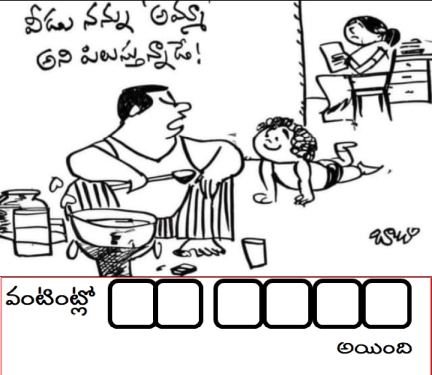 వీడు నన్ను 'అమ్మా'
అని పిలుస్తున్నాడే!
బాబు
వంటింట్లో
అయింది